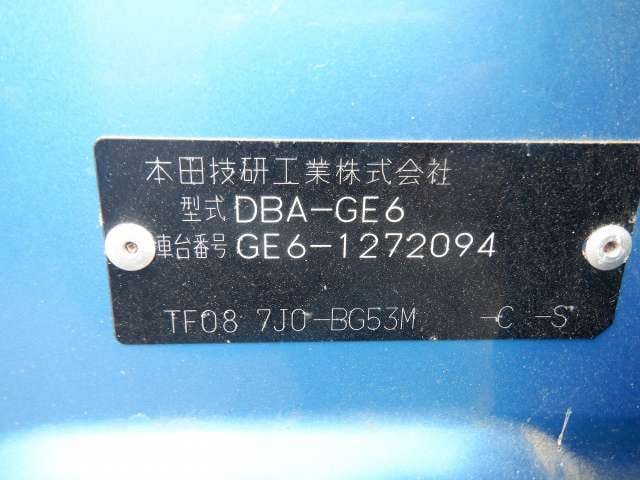 本田技研工業株式会社
型式 DBA-GE6
車台番号 GE6-1272094
TF08 7J0-BG53M -C -S